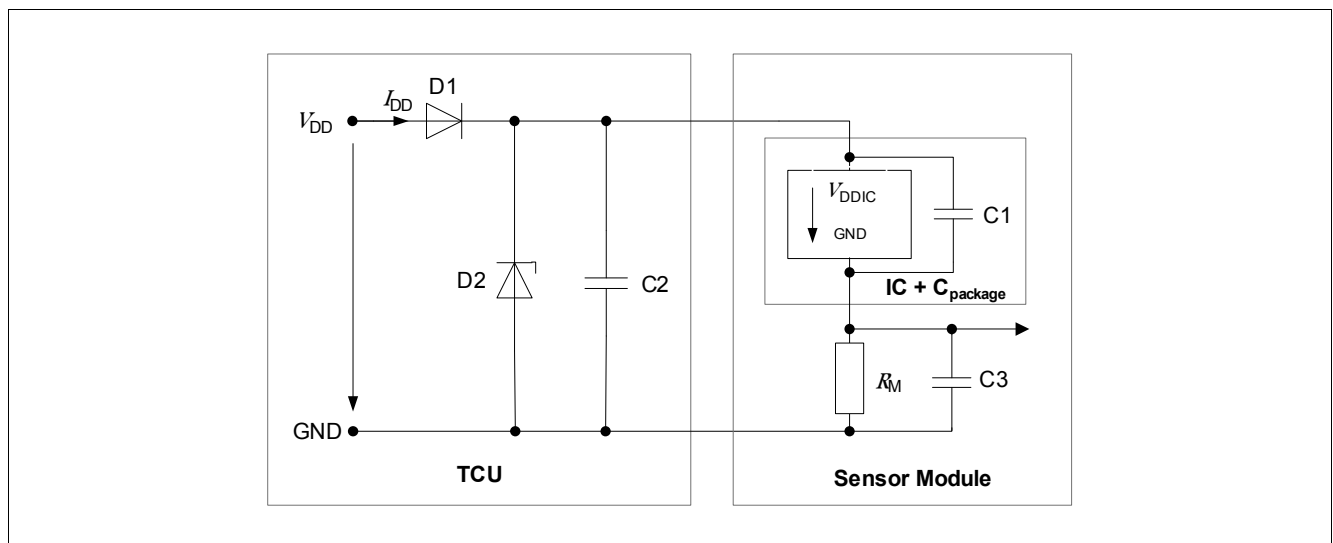 D1
I_DD
V_DD
V_DDIC
C1
GND
D2
C2
IC + C_package
R_M
C3
GND
TCU
Sensor Module